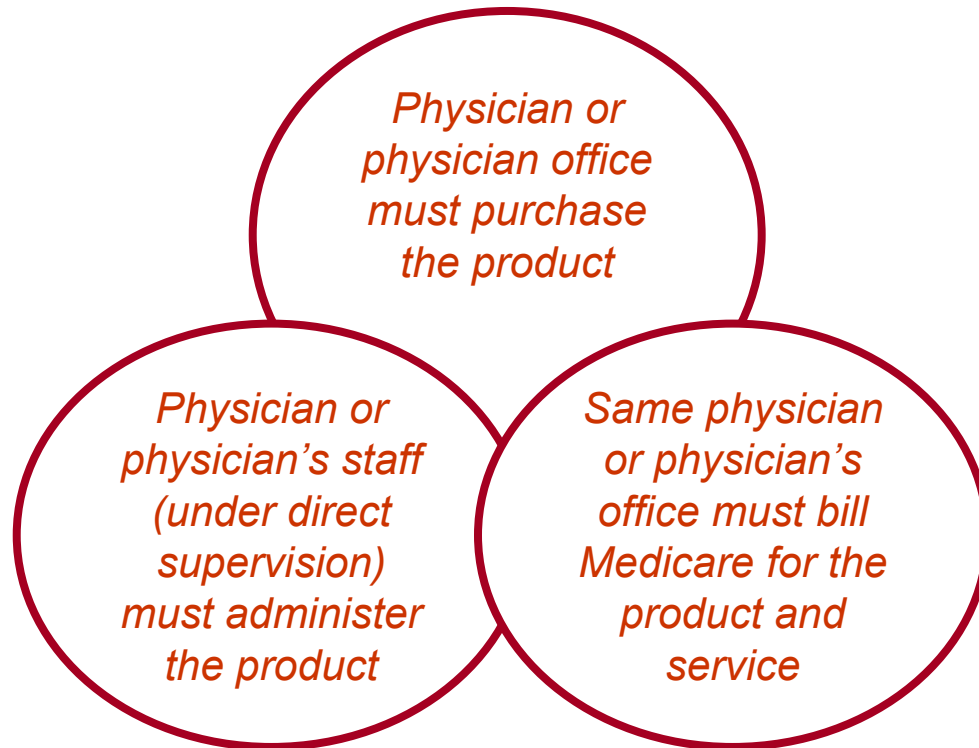 Physician or
physician office
must purchase
the product
Physician or
physician’s staff
(under direct
supervision)
must administer
the product
Same physician
or physician’s
office must bill
Medicare for the
product and
service